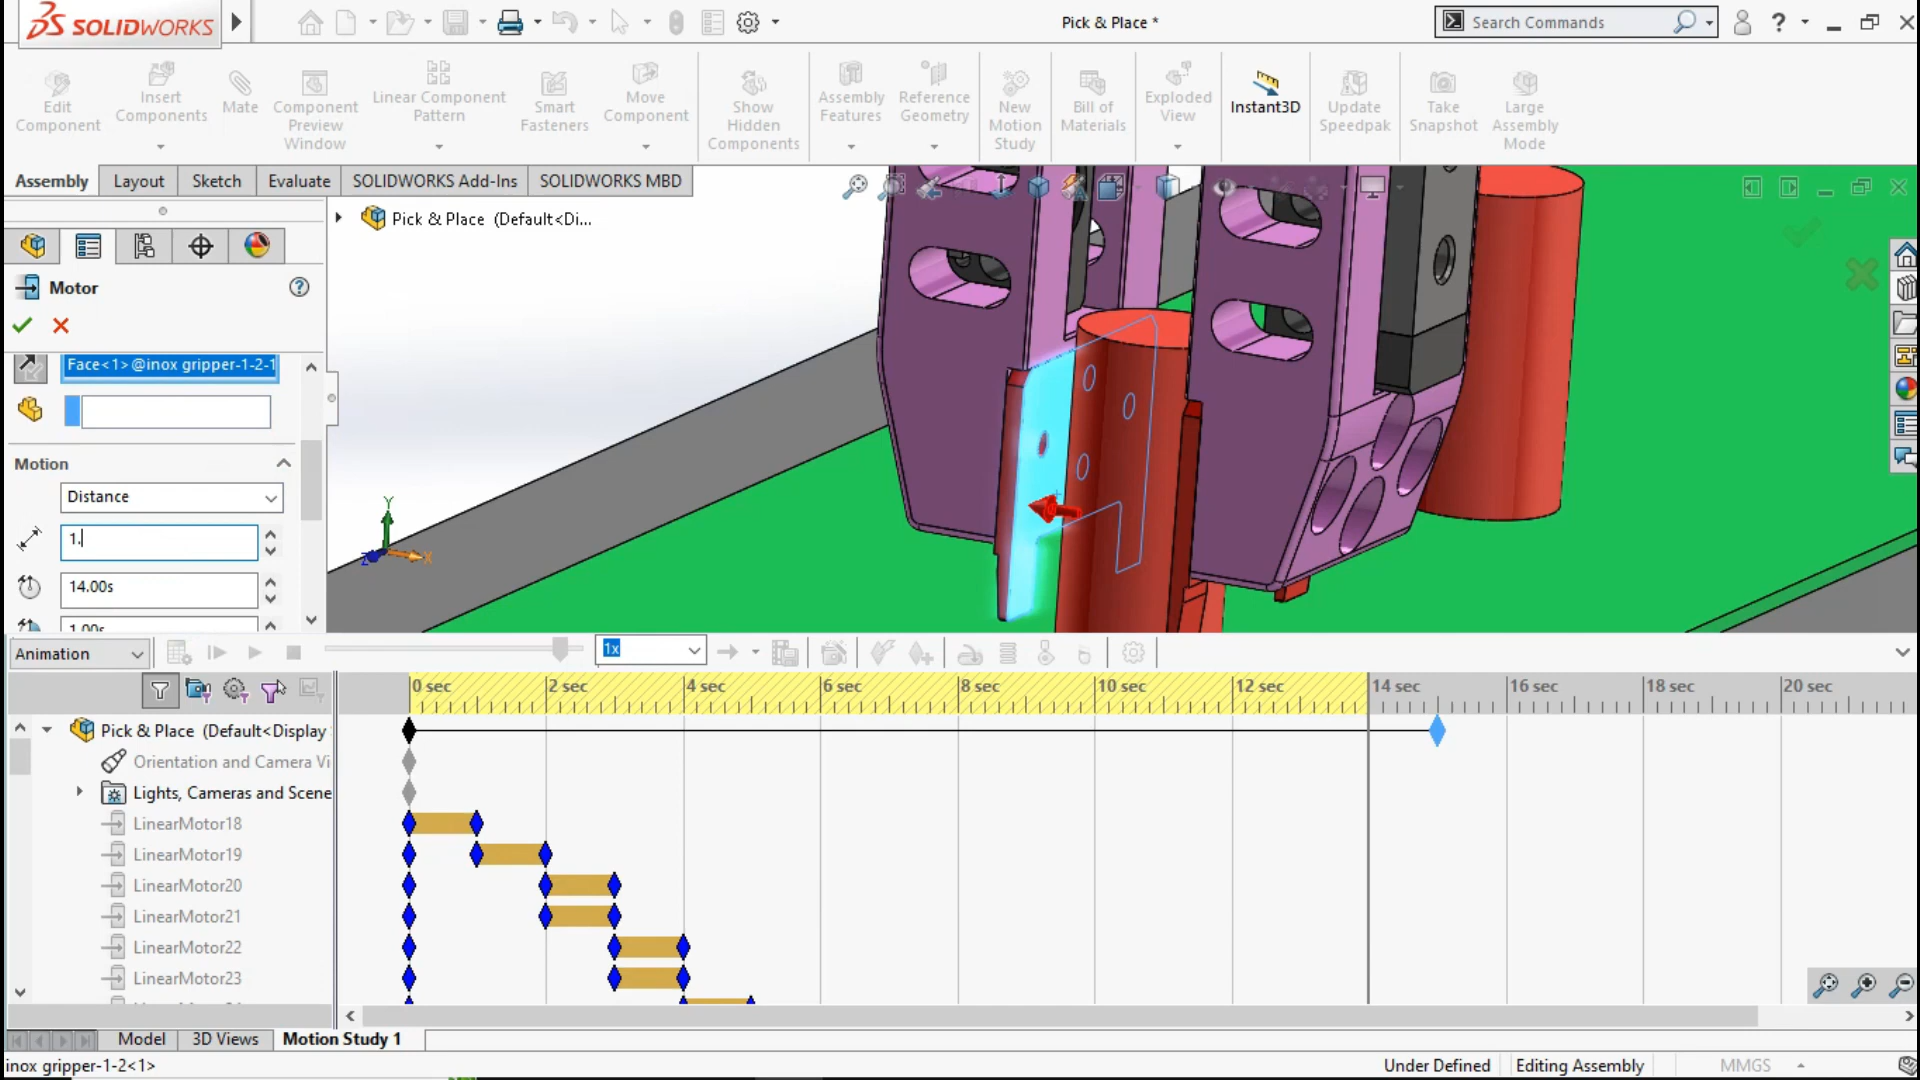 SOLIDWORKS
Pick & Place *
Search Commands
?
Edit
Component
Insert
Components
Mate
Component
Preview
Window
Linear Component
Pattern
Smart
Fasteners
Move
Component
Show
Hidden
Components
Assembly
Features
Reference
Geometry
New
Motion
Study
Bill of
Materials
Exploded
View
Instant3D
Update
Speedpak
Take
Snapshot
Large
Assembly
Mode
Assembly
Layout
Sketch
Evaluate
SOLIDWORKS Add-Ins
SOLIDWORKS MBD
Pick & Place (Default<Di...
Motor
?
Face<1>@inox gripper-1-2-1
Motion
Distance
1.
14.00s
1.00s
Y
X
Z
Animation
1x
0 sec
2 sec
4 sec
6 sec
8 sec
10 sec
12 sec
14 sec
16 sec
18 sec
20 sec
Pick & Place (Default<Display
Orientation and Camera Vi
Lights, Cameras and Scene
LinearMotor18
LinearMotor19
LinearMotor20
LinearMotor21
LinearMotor22
LinearMotor23
Model
3D Views
Motion Study 1
inox gripper-1-2<1>
Under Defined
Editing Assembly
MMGS